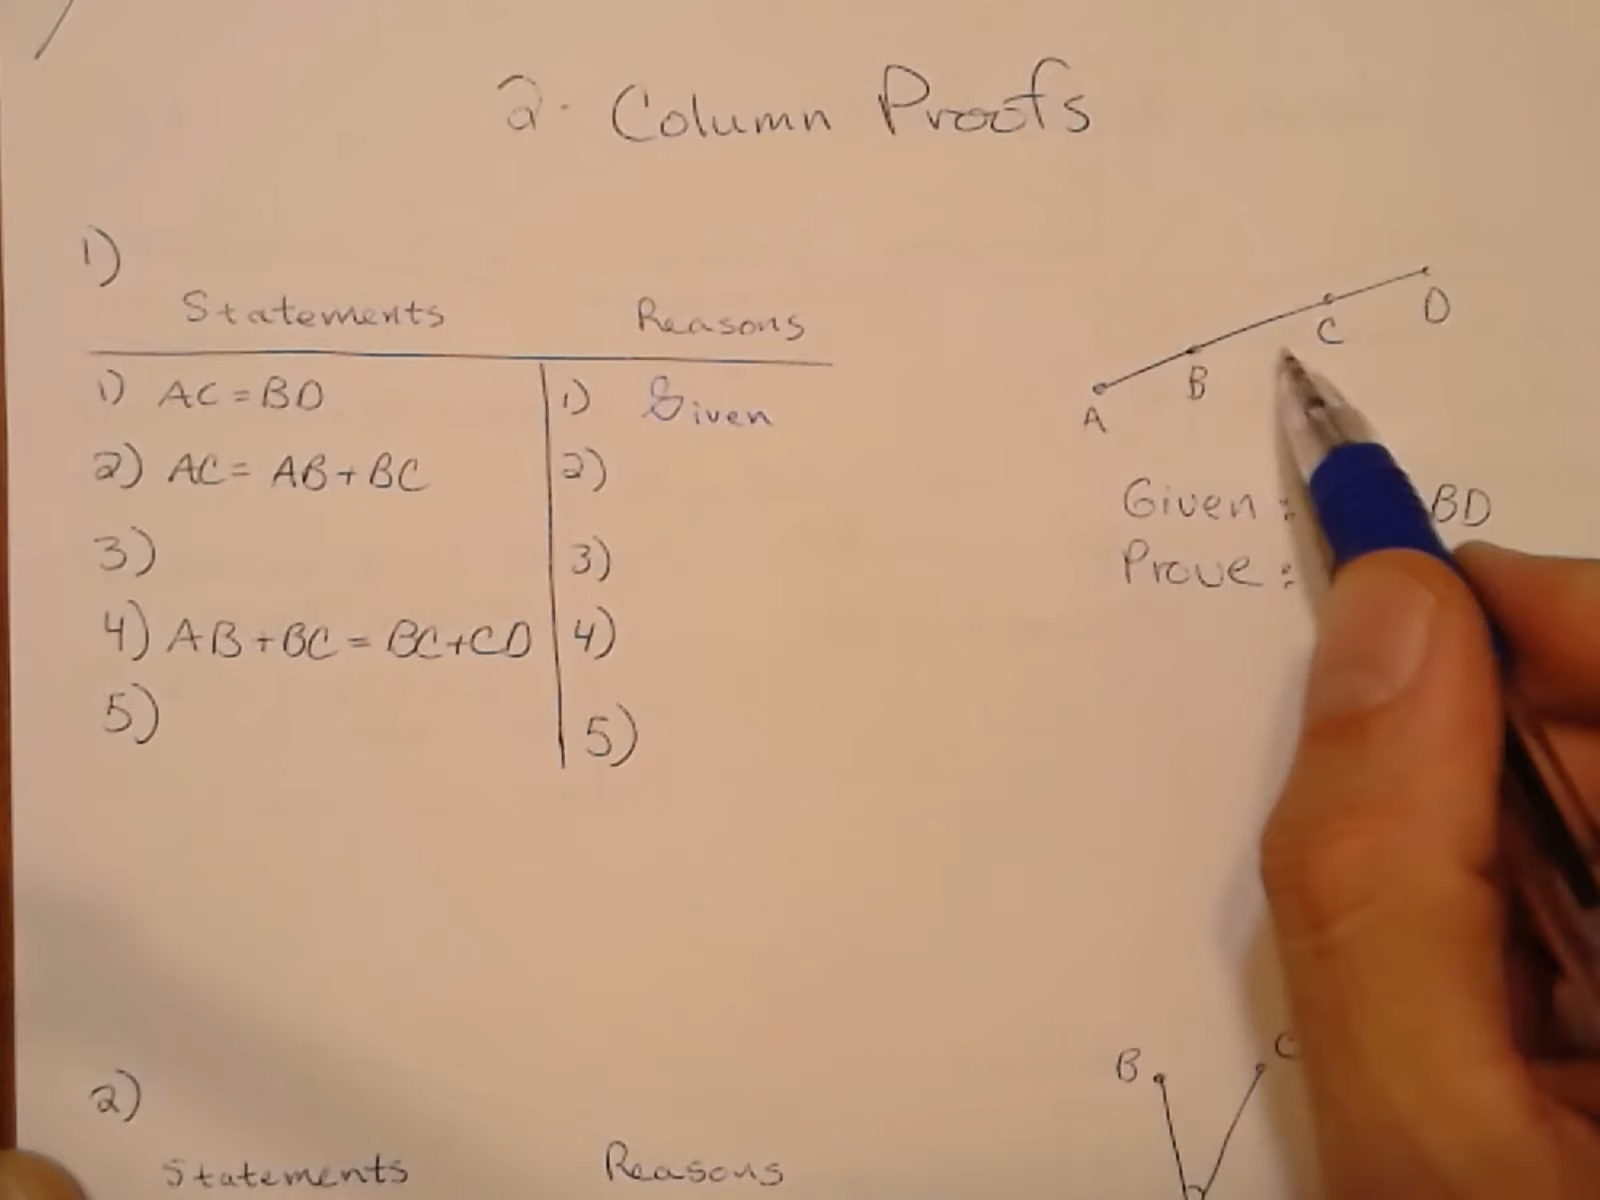 2- Column Proofs
1)
Statements Reasons
1) AC = BD 1) Given
2) AC = AB + BC 2)
3) 3)
4) AB + BC = BC + CD 4)
5) 5)
A B C D
Given: BD
Prove:
2)
Statements Reasons
B C